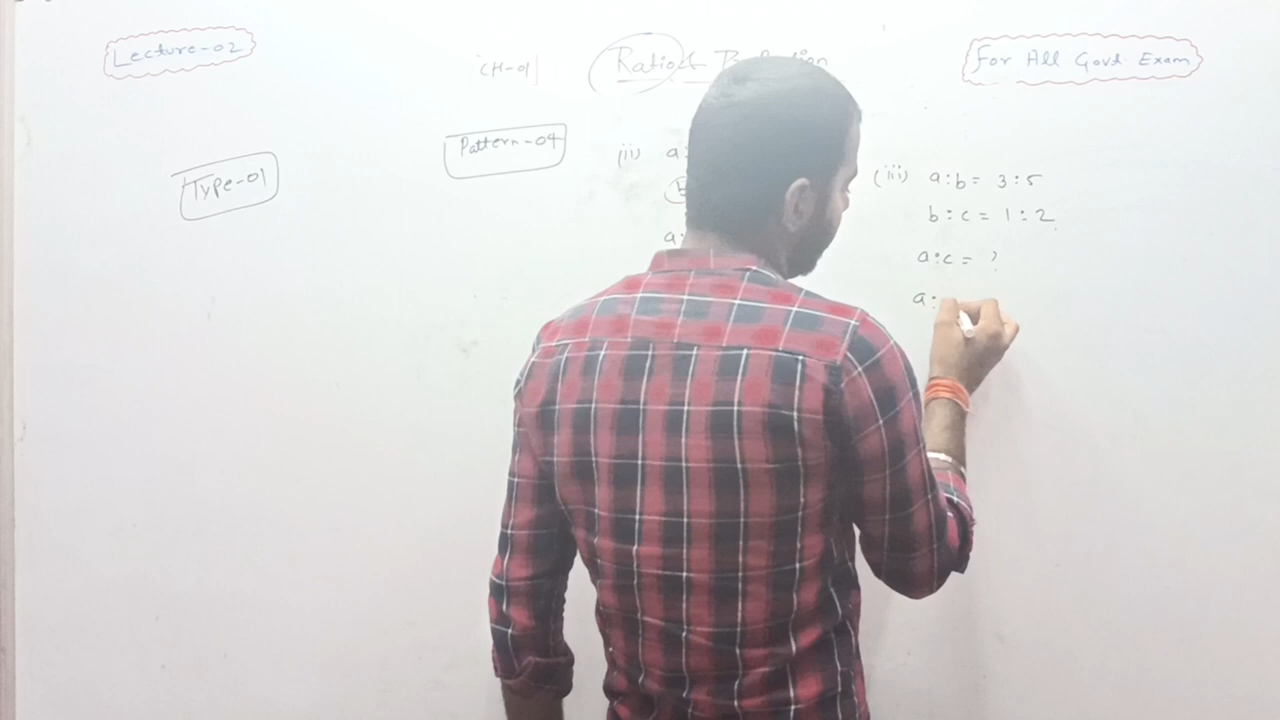 Lecture-02
CH-01]
Ratio &
For All Govt Exam
Pattern-04
Type-01
(ii) a:
a:
(iii) a:b = 3:5
b:c = 1:2
a:c = ?
a: